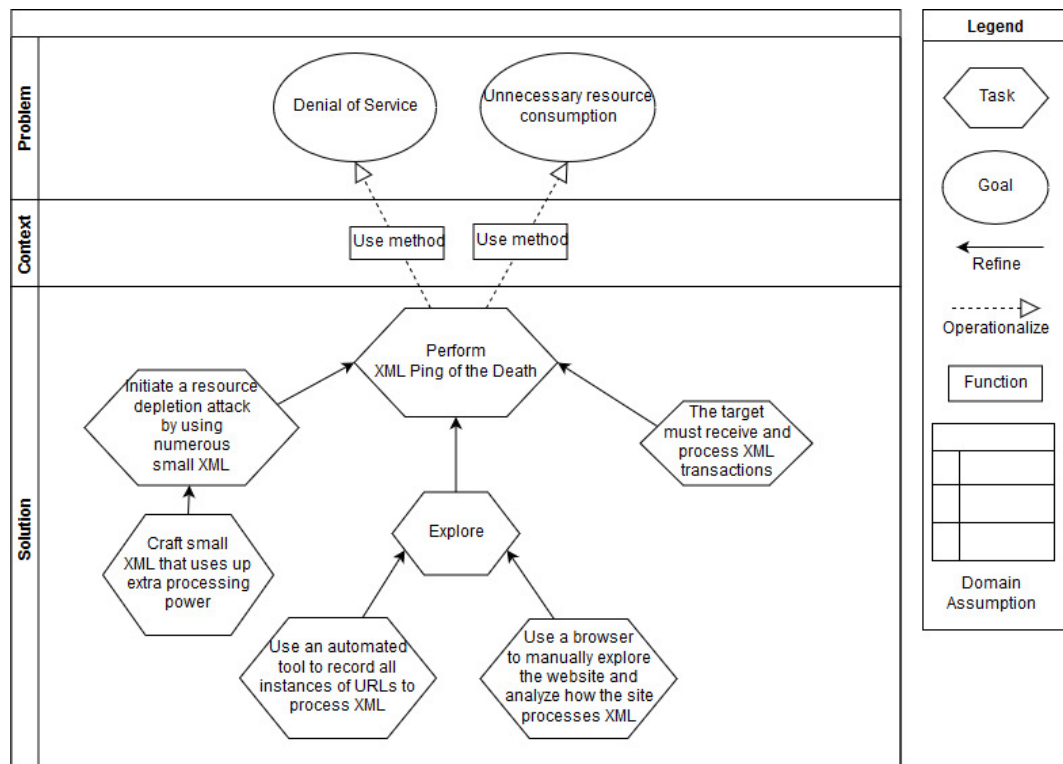 Problem
Denial of Service
Unnecessary resource
consumption
Context
Use method
Use method
Solution
Perform
XML Ping of the Death
Initiate a resource
depletion attack
by using
numerous
small XML
The target
must receive and
process XML
transactions
Craft small
XML that uses up
extra processing
power
Explore
Use an automated
tool to record all
instances of URLs to
process XML
Use a browser
to manually explore
the website and
analyze how the site
processes XML
Legend
Task
Goal
Refine
Operationalize
Function
Domain
Assumption